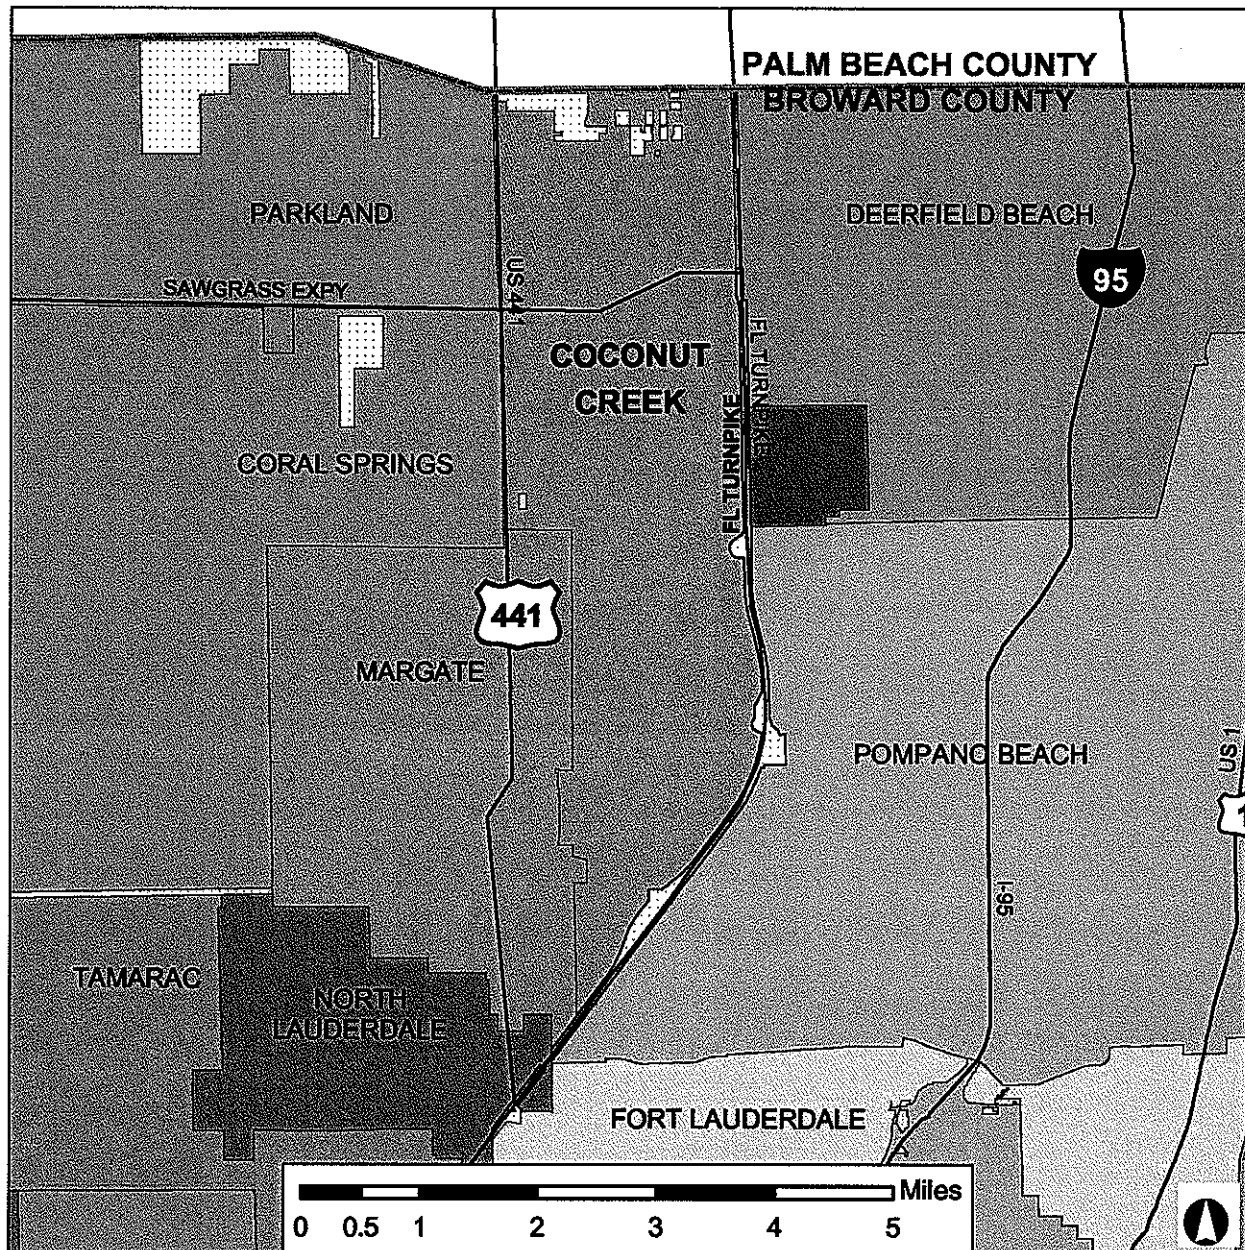 PALM BEACH COUNTY
BROWARD COUNTY
PARKLAND
DEERFIELD BEACH
95
SAWGRASS EXPY
US 441
COCONUT
CREEK
FL TURNPIKE
FL TURNPIKE
CORAL SPRINGS
441
MARGATE
POMPANO BEACH
US 1
1
I-95
TAMARAC
NORTH
LAUDERDALE
FORT LAUDERDALE
Miles
0 0.5 1 2 3 4 5